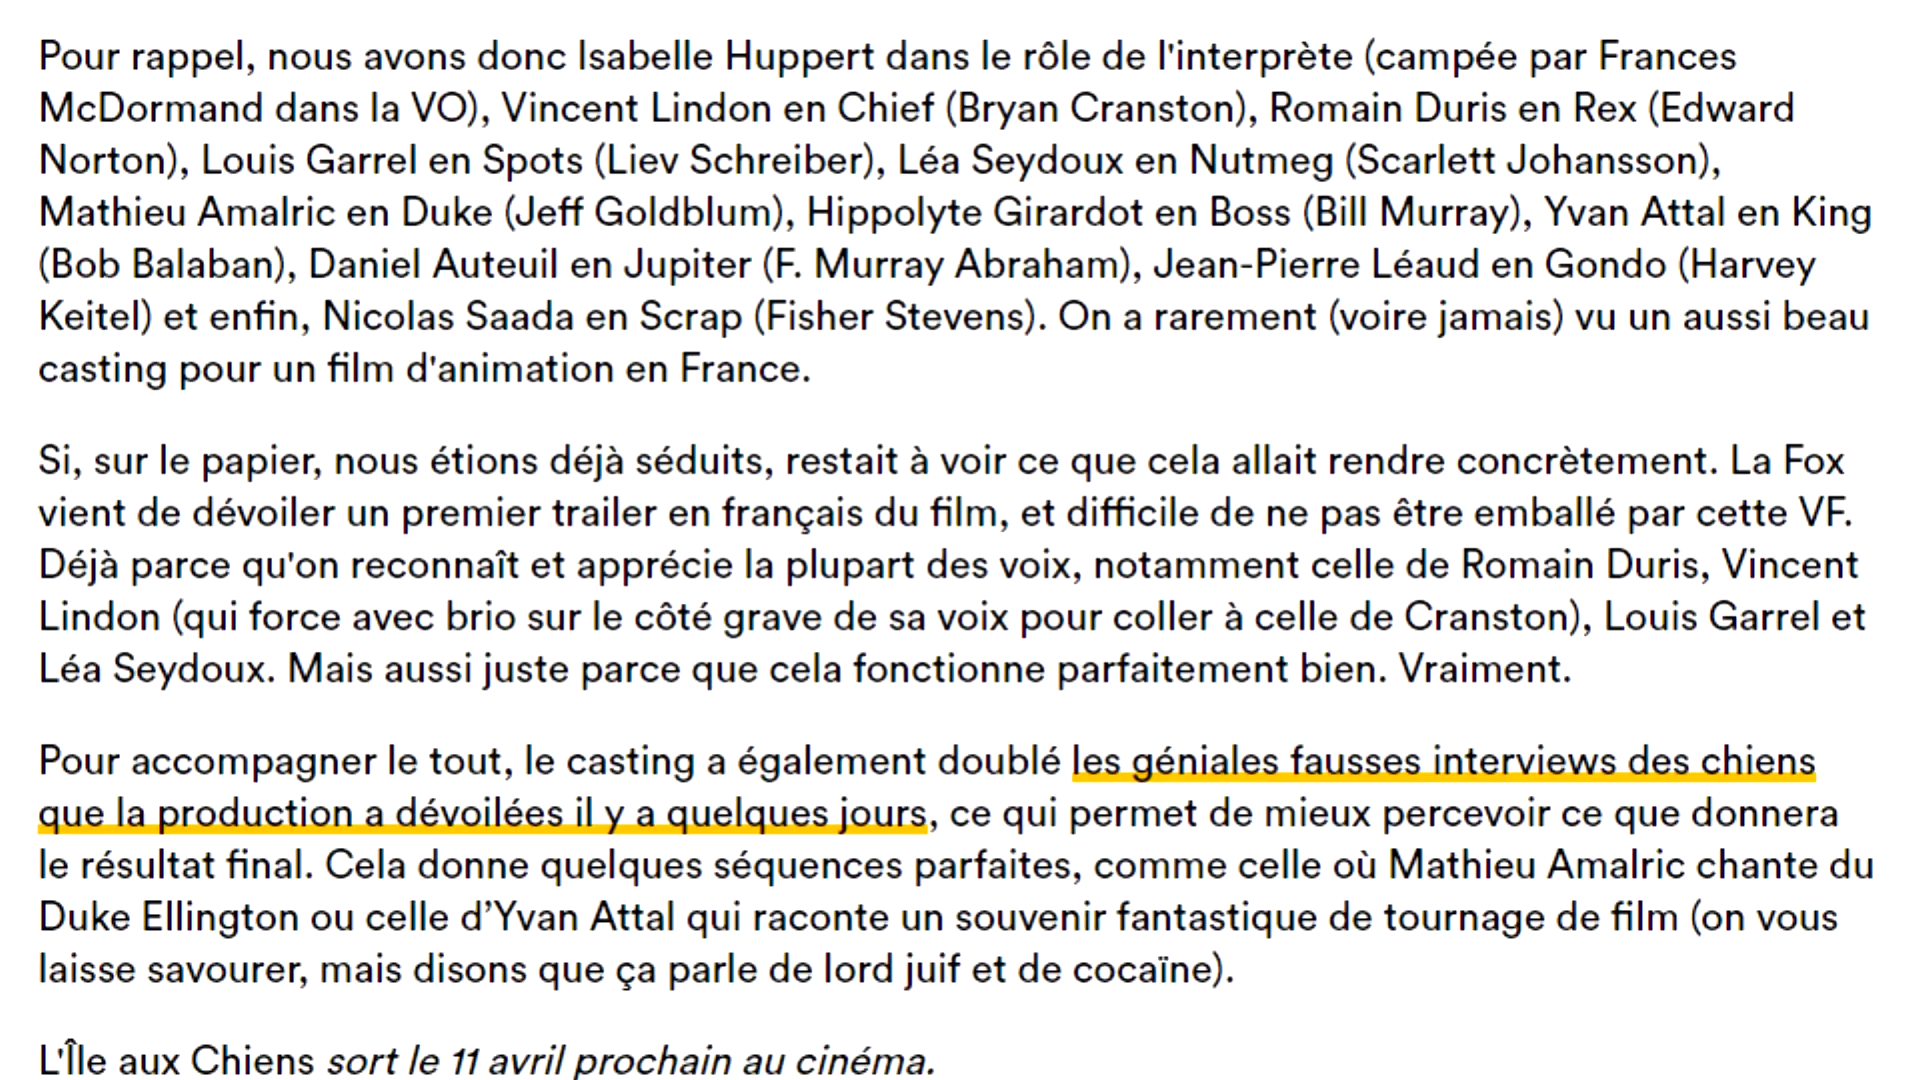 Pour rappel, nous avons donc Isabelle Huppert dans le rôle de l'interprète (campée par Frances
McDormand dans la VO), Vincent Lindon en Chief (Bryan Cranston), Romain Duris en Rex (Edward
Norton), Louis Garrel en Spots (Liev Schreiber), Léa Seydoux en Nutmeg (Scarlett Johansson),
Mathieu Amalric en Duke (Jeff Goldblum), Hippolyte Girardot en Boss (Bill Murray), Yvan Attal en King
(Bob Balaban), Daniel Auteuil en Jupiter (F. Murray Abraham), Jean-Pierre Léaud en Gondo (Harvey
Keitel) et enfin, Nicolas Saada en Scrap (Fisher Stevens). On a rarement (voire jamais) vu un aussi beau
casting pour un film d'animation en France.
Si, sur le papier, nous étions déjà séduits, restait à voir ce que cela allait rendre concrètement. La Fox
vient de dévoiler un premier trailer en français du film, et difficile de ne pas être emballé par cette VF.
Déjà parce qu'on reconnaît et apprécie la plupart des voix, notamment celle de Romain Duris, Vincent
Lindon (qui force avec brio sur le côté grave de sa voix pour coller à celle de Cranston), Louis Garrel et
Léa Seydoux. Mais aussi juste parce que cela fonctionne parfaitement bien. Vraiment.
Pour accompagner le tout, le casting a également doublé les géniales fausses interviews des chiens
que la production a dévoilées il y a quelques jours, ce qui permet de mieux percevoir ce que donnera
le résultat final. Cela donne quelques séquences parfaites, comme celle où Mathieu Amalric chante du
Duke Ellington ou celle d’Yvan Attal qui raconte un souvenir fantastique de tournage de film (on vous
laisse savourer, mais disons que ça parle de lord juif et de cocaïne).
L'Île aux Chiens sort le 11 avril prochain au cinéma.